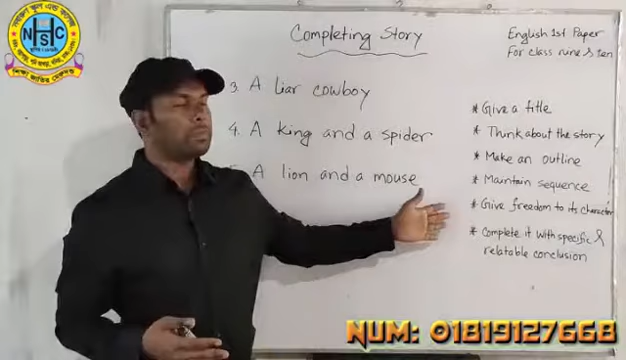 Completing Story
English 1st Paper
For class nine & ten
3. A liar cowboy
4. A king and a spider
A lion and a mouse
* Give a title
* Think about the story
* Make an outline
* Maintain sequence
* Give freedom to its character
* Complete it with specific &
relatable conclusion
NHSC
শিক্ষা জাতির মেরুদন্ড
NUM: 01819127668